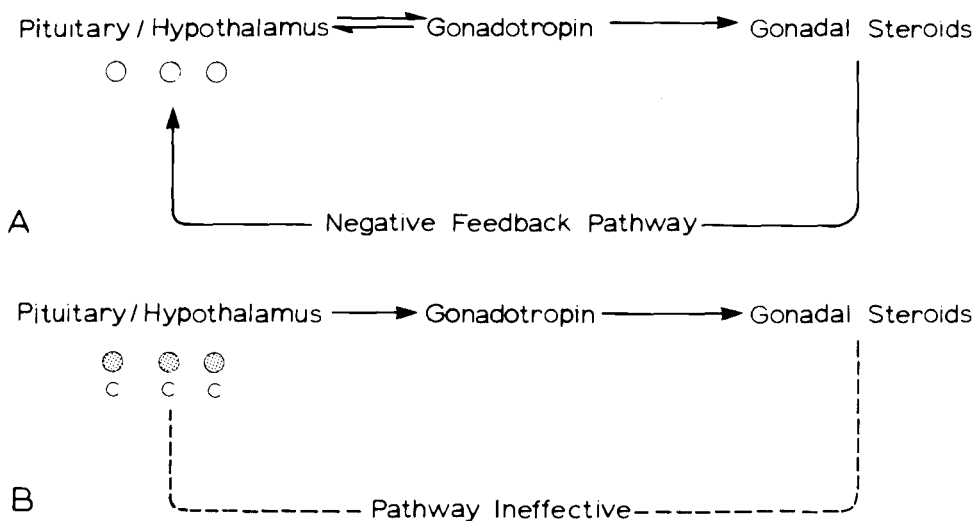 Pituitary / Hypothalamus Gonadotropin Gonadal Steroids
Negative Feedback Pathway
A
Pituitary / Hypothalamus Gonadotropin Gonadal Steroids
C C C
Pathway Ineffective
B